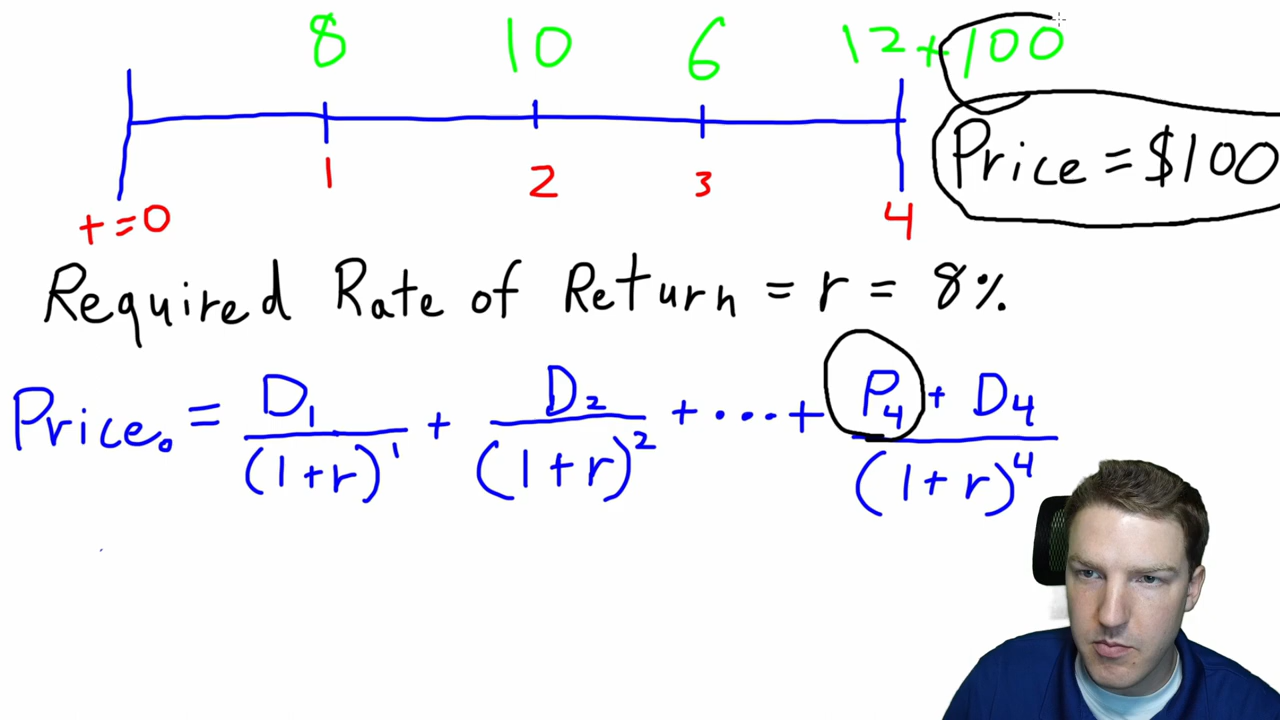 8 10 6 12 + 100
1 2 3 4
Price = $100
t = 0
Required Rate of Return = r = 8%
Price₀ = D₁/(1+r)¹ + D₂/(1+r)² + ... + P₄ + D₄/(1+r)⁴